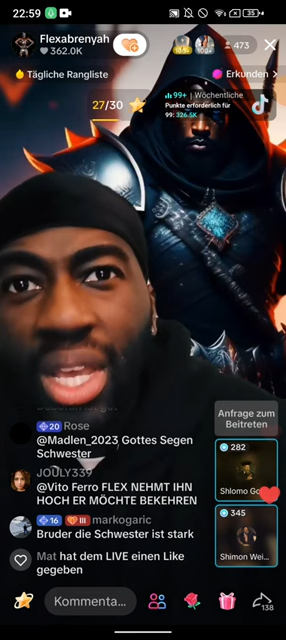 22:59
35
Flexabrenyah
362.0K
473
Tägliche Rangliste
Erkunden
27/30
99+ | Wöchentliche
Punkte erforderlich für
99: 326.5K
20 Rose
@Madlen_2023 Gottes Segen
Schwester
JOULY339
@Vito Ferro FLEX NEHMT IHN
HOCH ER MÖCHTE BEKEHREN
16 III markogaric
Bruder die Schwester ist stark
Mat hat dem LIVE einen Like
gegeben
Anfrage zum
Beitreten
282
Shlomo Go
345
Shimon Wei...
Kommenta...
138